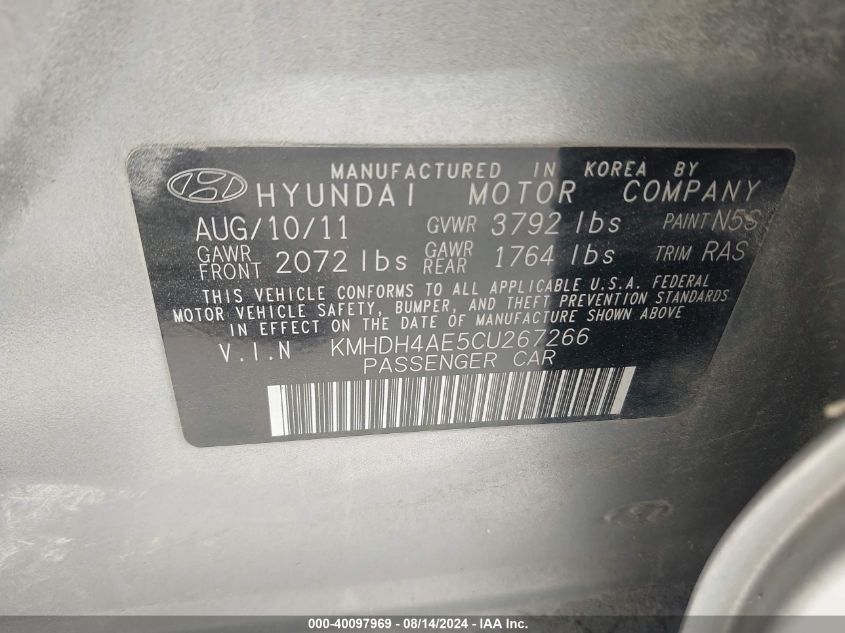 MANUFACTURED IN KOREA BY
HYUNDAI MOTOR COMPANY
AUG/10/11 GVWR 3792 lbs PAINT N5S
GAWR FRONT 2072 lbs GAWR REAR 1764 lbs TRIM RAS
THIS VEHICLE CONFORMS TO ALL APPLICABLE U.S.A. FEDERAL
MOTOR VEHICLE SAFETY, BUMPER, AND THEFT PREVENTION STANDARDS
IN EFFECT ON THE DATE OF MANUFACTURE SHOWN ABOVE
V.I.N KMHDH4AE5CU267266
PASSENGER CAR
000-40097969 | 08/14/2024 - © IAA, Inc.